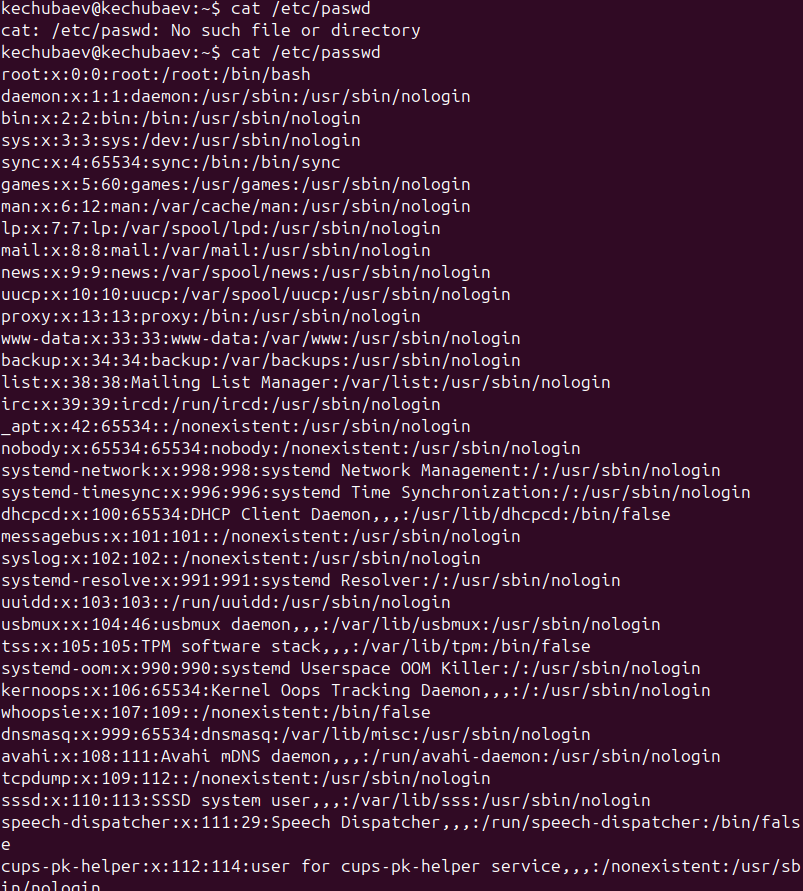 kechubaev@kechubaev:~$ cat /etc/paswd
cat: /etc/paswd: No such file or directory
kechubaev@kechubaev:~$ cat /etc/passwd
root:x:0:0:root:/root:/bin/bash
daemon:x:1:1:daemon:/usr/sbin:/usr/sbin/nologin
bin:x:2:2:bin:/bin:/usr/sbin/nologin
sys:x:3:3:sys:/dev:/usr/sbin/nologin
sync:x:4:65534:sync:/bin:/bin/sync
games:x:5:60:games:/usr/games:/usr/sbin/nologin
man:x:6:12:man:/var/cache/man:/usr/sbin/nologin
lp:x:7:7:lp:/var/spool/lpd:/usr/sbin/nologin
mail:x:8:8:mail:/var/mail:/usr/sbin/nologin
news:x:9:9:news:/var/spool/news:/usr/sbin/nologin
uucp:x:10:10:uucp:/var/spool/uucp:/usr/sbin/nologin
proxy:x:13:13:proxy:/bin:/usr/sbin/nologin
www-data:x:33:33:www-data:/var/www:/usr/sbin/nologin
backup:x:34:34:backup:/var/backups:/usr/sbin/nologin
list:x:38:38:Mailing List Manager:/var/list:/usr/sbin/nologin
irc:x:39:39:ircd:/run/ircd:/usr/sbin/nologin
_apt:x:42:65534::/nonexistent:/usr/sbin/nologin
nobody:x:65534:65534:nobody:/nonexistent:/usr/sbin/nologin
systemd-network:x:998:998:systemd Network Management:/:/usr/sbin/nologin
systemd-timesync:x:996:996:systemd Time Synchronization:/:/usr/sbin/nologin
dhcpcd:x:100:65534:DHCP Client Daemon,,,:/usr/lib/dhcpcd:/bin/false
messagebus:x:101:101::/nonexistent:/usr/sbin/nologin
syslog:x:102:102::/nonexistent:/usr/sbin/nologin
systemd-resolve:x:991:991:systemd Resolver:/:/usr/sbin/nologin
uuidd:x:103:103::/run/uuidd:/usr/sbin/nologin
usbmux:x:104:46:usbmux daemon,,,:/var/lib/usbmux:/usr/sbin/nologin
tss:x:105:105:TPM software stack,,,:/var/lib/tpm:/bin/false
systemd-oom:x:990:990:systemd Userspace OOM Killer:/:/usr/sbin/nologin
kernoops:x:106:65534:Kernel Oops Tracking Daemon,,,:/:/usr/sbin/nologin
whoopsie:x:107:109::/nonexistent:/bin/false
dnsmasq:x:999:65534:dnsmasq:/var/lib/misc:/usr/sbin/nologin
avahi:x:108:111:Avahi mDNS daemon,,,:/run/avahi-daemon:/usr/sbin/nologin
tcpdump:x:109:112::/nonexistent:/usr/sbin/nologin
sssd:x:110:113:SSSD system user,,,:/var/lib/sss:/usr/sbin/nologin
speech-dispatcher:x:111:29:Speech Dispatcher,,,:/run/speech-dispatcher:/bin/fals
e
cups-pk-helper:x:112:114:user for cups-pk-helper service,,,:/nonexistent:/usr/sb
in/nologin